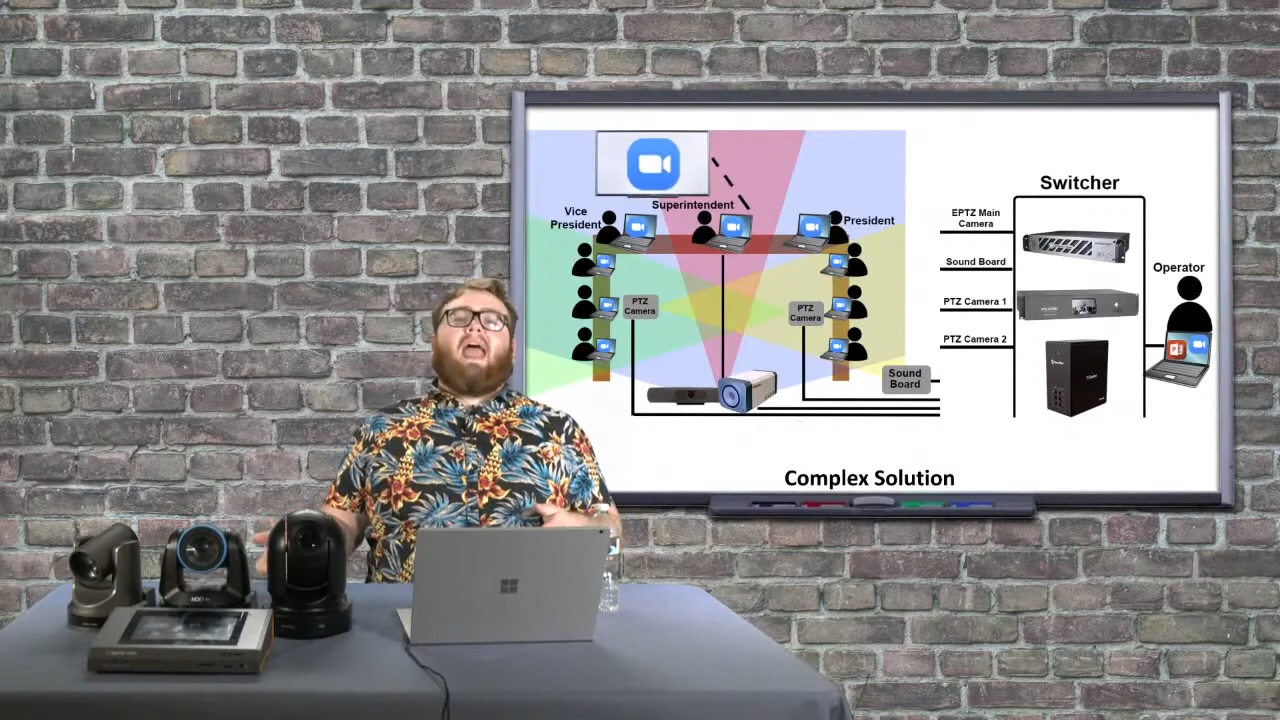 Superintendent
Vice
President
President
PTZ
Camera
PTZ
Camera
Sound
Board
Switcher
EPTZ Main
Camera
Sound Board
PTZ Camera 1
PTZ Camera 2
Operator
Complex Solution